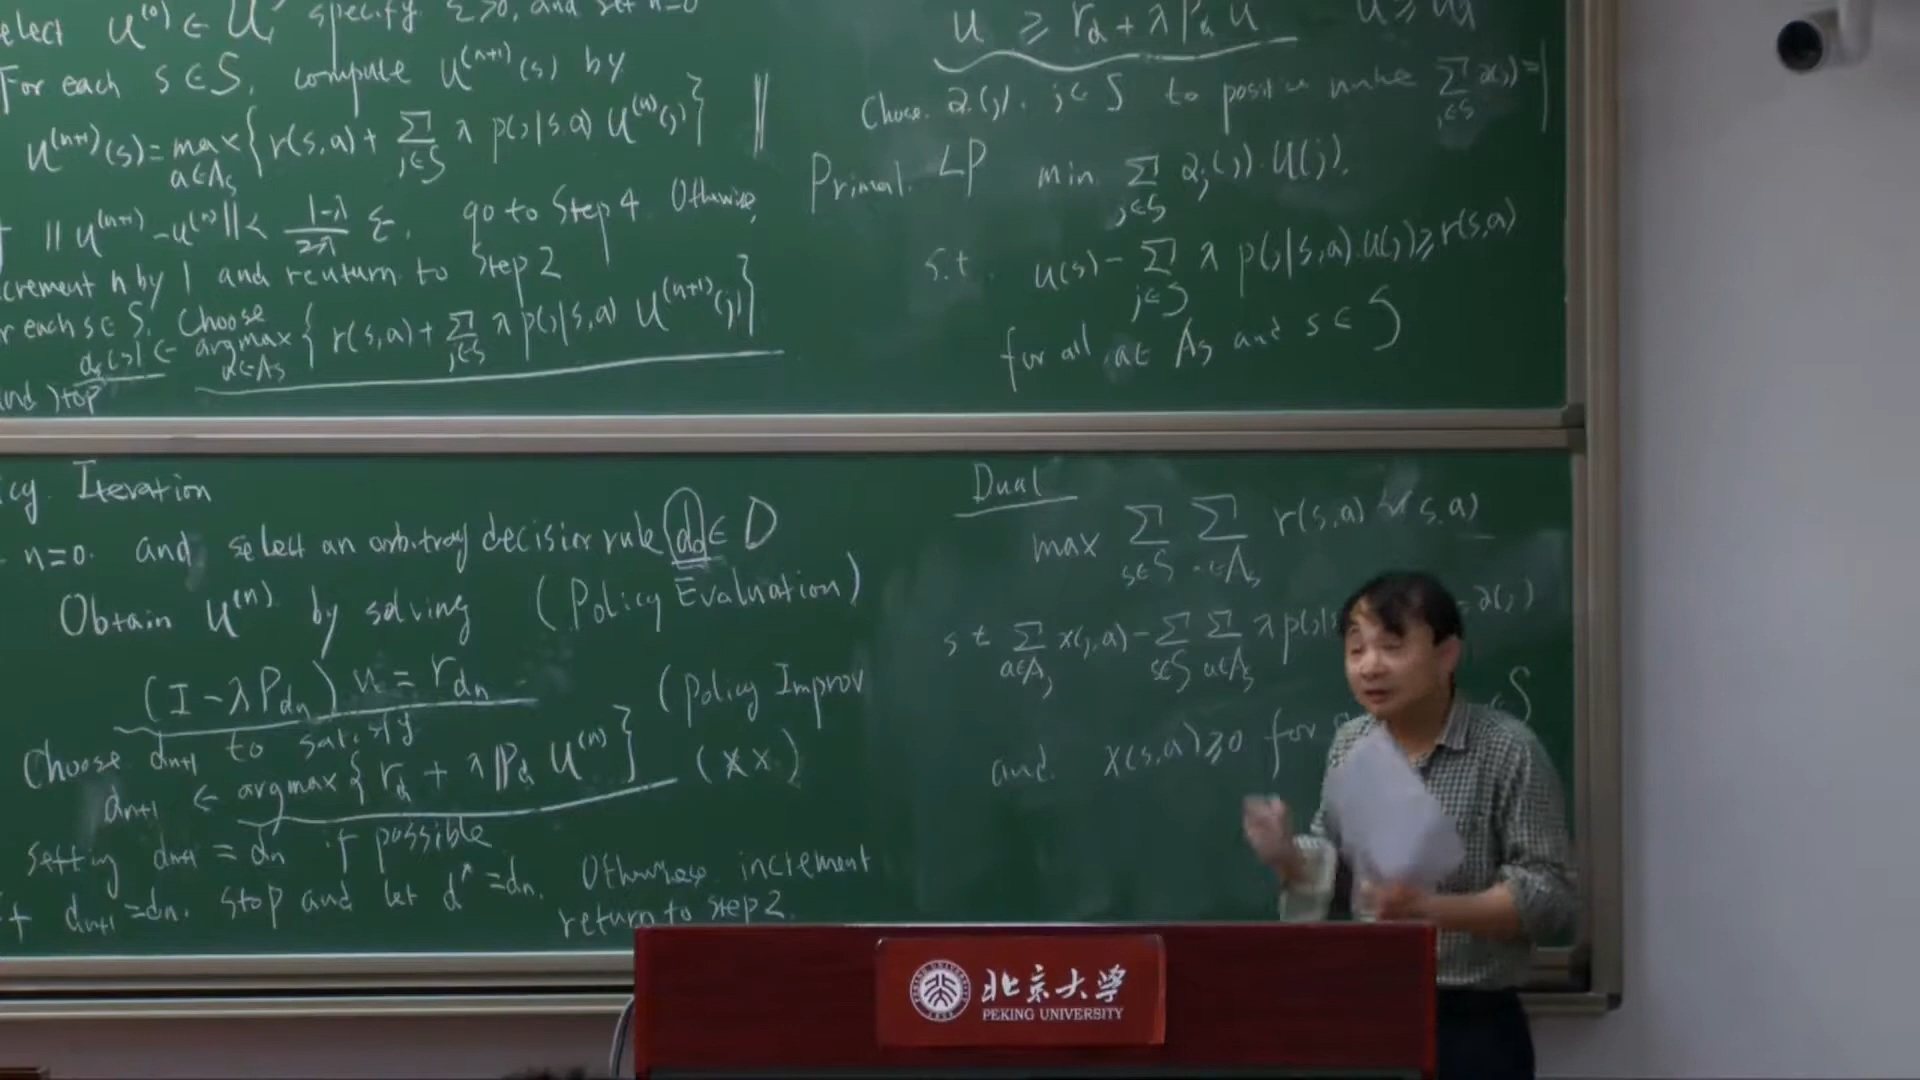 elect u^(0) ∈ U, specify ε>0, and set n=0
For each s∈S, compute u^(n+1)(s) by
u^(n+1)(s) = max_{a∈A_s} { r(s,a) + Σ_{j∈S} λ p(j|s,a) u^(n)(j) }
‖u^(n+1) - u^(n)‖ < (1-λ)/(2λ) ε, go to Step 4 Otherwise,
crement n by 1 and return to Step 2
r each s∈S, Choose
d_ε(s) ∈ argmax_{a∈A_s} { r(s,a) + Σ_{j∈S} λ p(j|s,a) u^(n+1)(j) }
and stop
u ≥ r_d + λ P_d u
Choose α(j), j∈S to positive Σ_{j∈S} α(j) = 1
Primal LP min Σ_{j∈S} α(j) · u(j).
s.t. u(s) - Σ_{j∈S} λ p(j|s,a) · u(j) ≥ r(s,a)
for all a∈A_s and s∈S
icy Iteration
n=0. and select an arbitray decision rule d_0 ∈ D
Obtain u^(n) by solving (Policy Evaluation)
(I - λP_{dn}) u = r_{dn}
Choose d_{n+1} to satisfy (Policy Improv
d_{n+1} ∈ argmax { r_d + λ P_d u^(n) } (**)
setting d_{n+1} = d_n if possible
If d_{n+1} = d_n, stop and let d* = d_n. Otherwise increment
return to step 2.
Dual
max Σ_{s∈S} Σ_{a∈A_s} r(s,a) x(s,a)
s.t Σ_{a∈A_j} x(j,a) - Σ_{s∈S} Σ_{a∈A_s} λ p(j|s = α(j)
and x(s,a) ≥ 0 for ∈ S
北京大学
PEKING UNIVERSITY